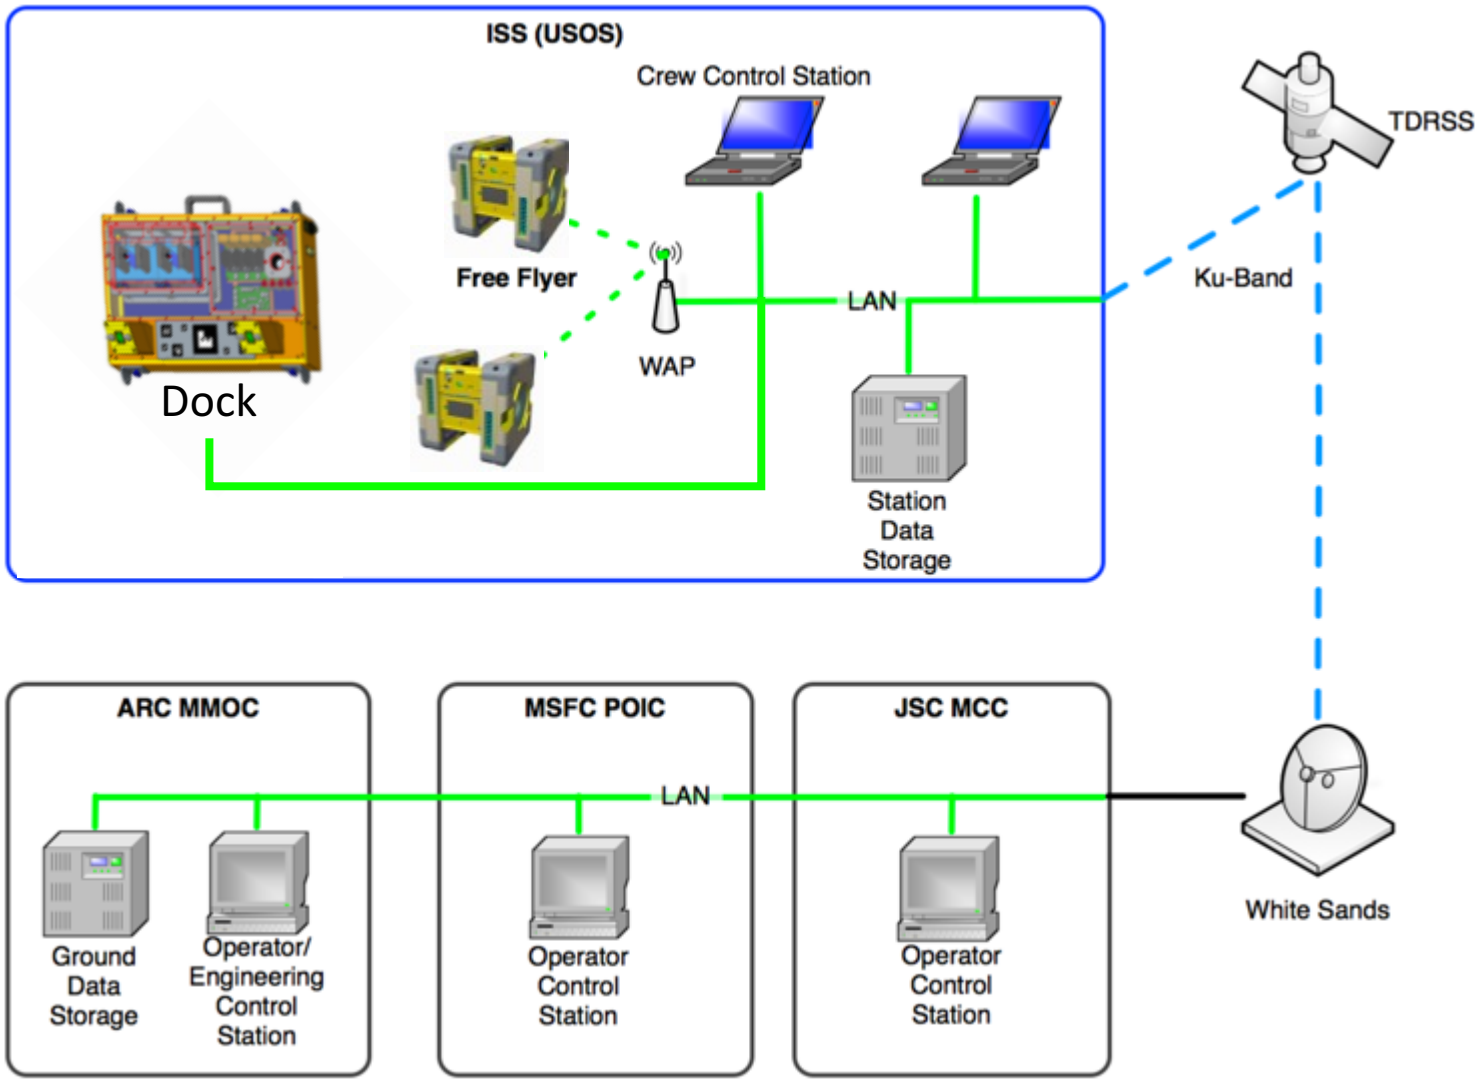 ISS (USOS)
Crew Control Station
TDRSS
Free Flyer
Ku-Band
LAN
WAP
Dock
Station
Data
Storage
ARC MMOC
MSFC POIC
JSC MCC
LAN
White Sands
Ground
Data
Storage
Operator/
Engineering
Control
Station
Operator
Control
Station
Operator
Control
Station